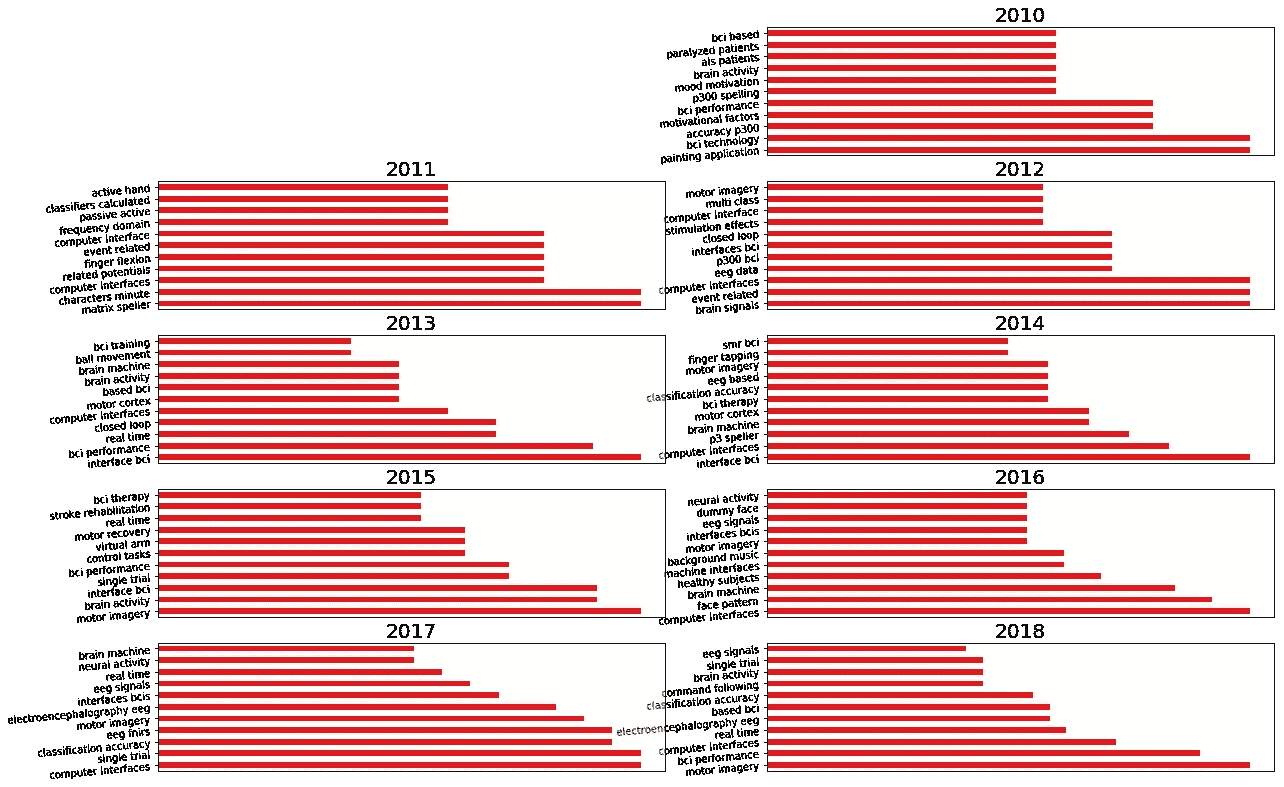 2010
bci based
paralyzed patients
als patients
brain activity
mood motivation
p300 spelling
bci performance
motivational factors
accuracy p300
bci technology
painting application
2011
active hand
classifiers calculated
passive active
frequency domain
computer interface
event related
finger flexion
related potentials
computer interfaces
characters minute
matrix speller
2012
motor imagery
multi class
computer interface
stimulation effects
closed loop
interfaces bci
p300 bci
eeg data
computer interfaces
event related
brain signals
2013
bci training
ball movement
brain machine
brain activity
based bci
motor cortex
computer interfaces
closed loop
real time
bci performance
interface bci
2014
smr bci
finger tapping
motor imagery
eeg based
classification accuracy
bci therapy
motor cortex
brain machine
p3 speller
computer interfaces
interface bci
2015
bci therapy
stroke rehabilitation
real time
motor recovery
virtual arm
control tasks
bci performance
single trial
interface bci
brain activity
motor imagery
2016
neural activity
dummy face
eeg signals
interfaces bcis
motor imagery
background music
machine interfaces
healthy subjects
brain machine
face pattern
computer interfaces
2017
brain machine
neural activity
real time
eeg signals
interfaces bcis
electroencephalography eeg
motor imagery
eeg fnirs
classification accuracy
single trial
computer interfaces
2018
eeg signals
single trial
brain activity
command following
classification accuracy
based bci
electroencephalography eeg
real time
computer interfaces
bci performance
motor imagery